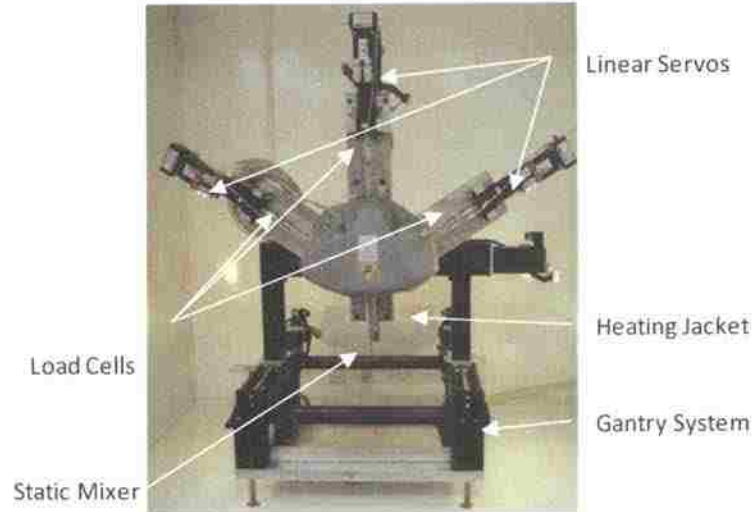 Linear Servos
Heating Jacket
Load Cells
Gantry System
Static Mixer